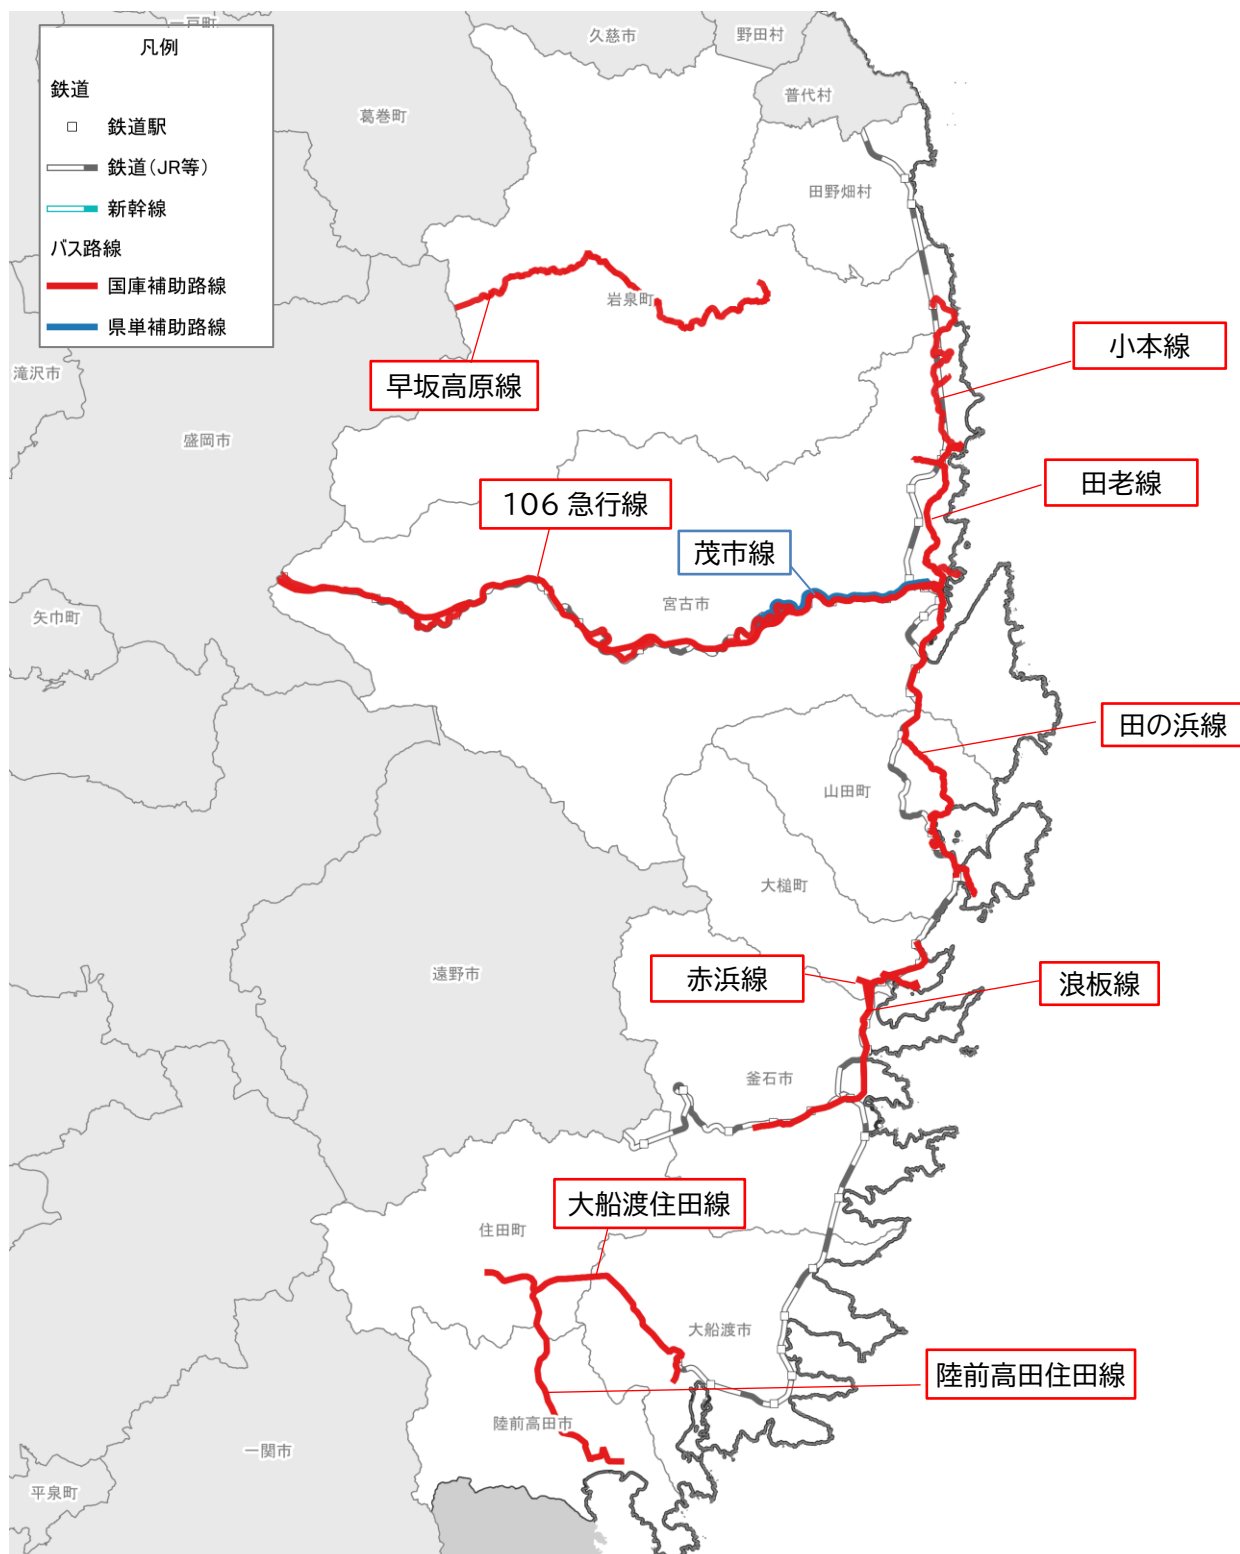 一戸町
久慈市
野田村
凡例
鉄道
鉄道駅
鉄道（JR等）
新幹線
バス路線
国庫補助路線
県単補助路線
普代村
葛巻町
田野畑村
岩泉町
小本線
早坂高原線
滝沢市
盛岡市
田老線
106 急行線
茂市線
宮古市
矢巾町
田の浜線
山田町
大槌町
遠野市
赤浜線
浪板線
釜石市
大船渡住田線
住田町
大船渡市
陸前高田住田線
陸前高田市
一関市
平泉町